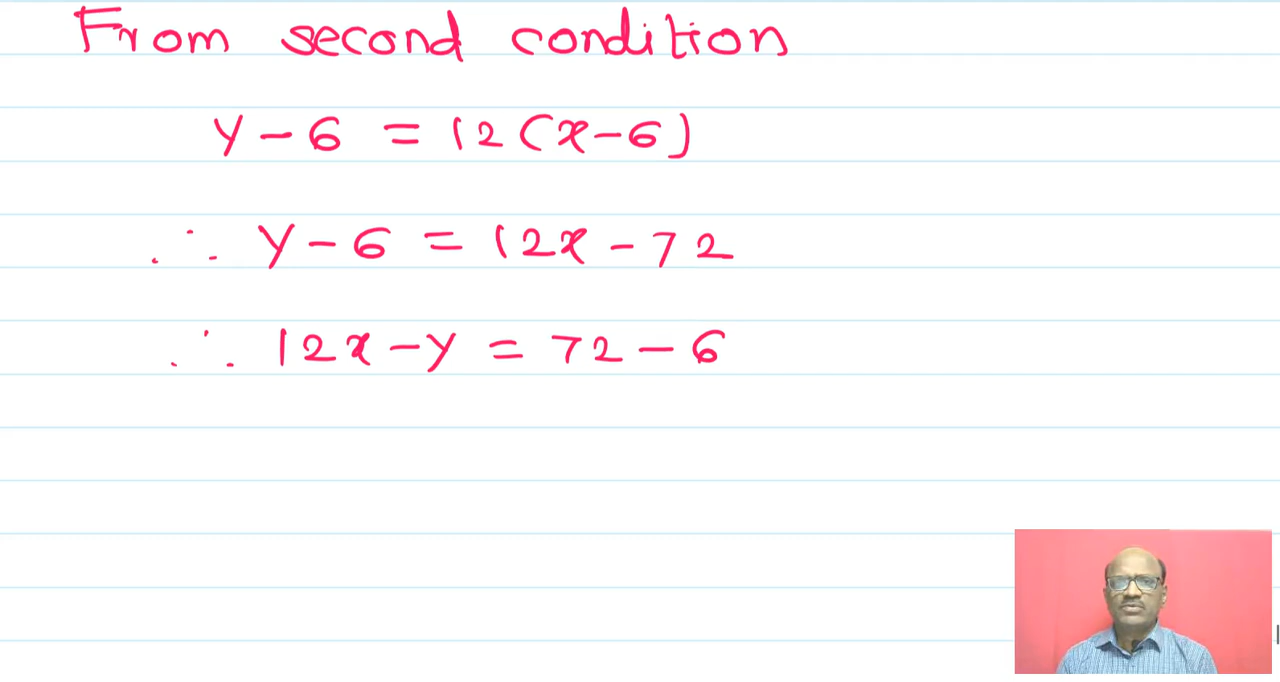 From second condition
y - 6 = 12(x - 6)
∴ y - 6 = 12x - 72
∴ 12x - y = 72 - 6